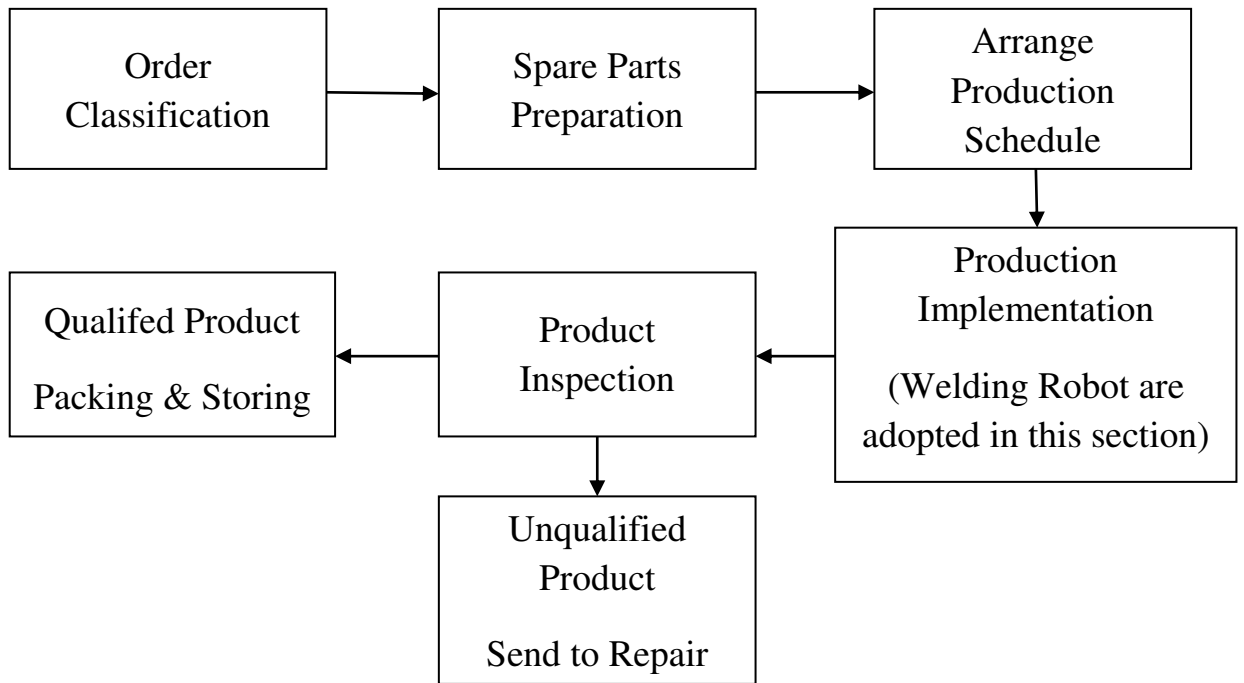 Order
Classification
Spare Parts
Preparation
Arrange
Production
Schedule
Production
Implementation
(Welding Robot are
adopted in this section)
Product
Inspection
Qualifed Product
Packing & Storing
Unqualified
Product
Send to Repair